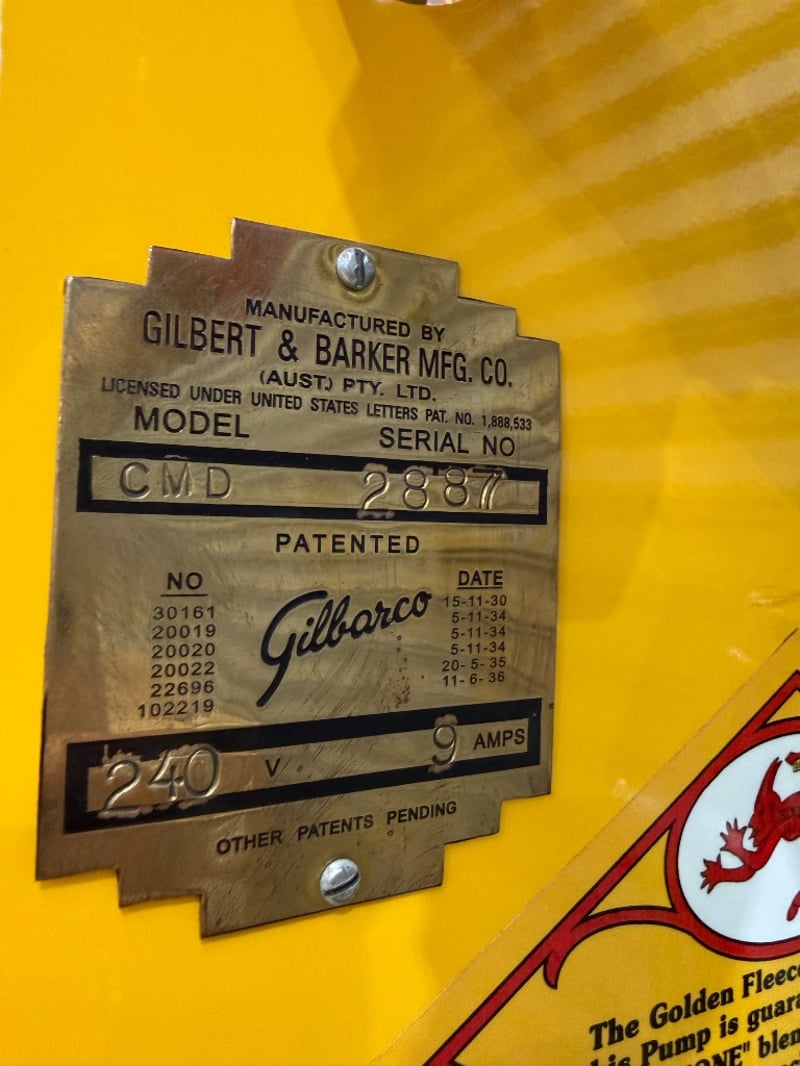 MANUFACTURED BY
GILBERT & BARKER MFG. CO.
(AUST.) PTY. LTD.
LICENSED UNDER UNITED STATES LETTERS PAT. NO. 1,888,533
MODEL SERIAL NO
CMD 2887
PATENTED
NO DATE
30161 15-11-30
20019 5-11-34
20020 5-11-34
20022 5-11-34
22696 20-5-35
102219 11-6-36
Gilbarco
240 V. 9 AMPS
OTHER PATENTS PENDING
The Golden Fleece
Pump is